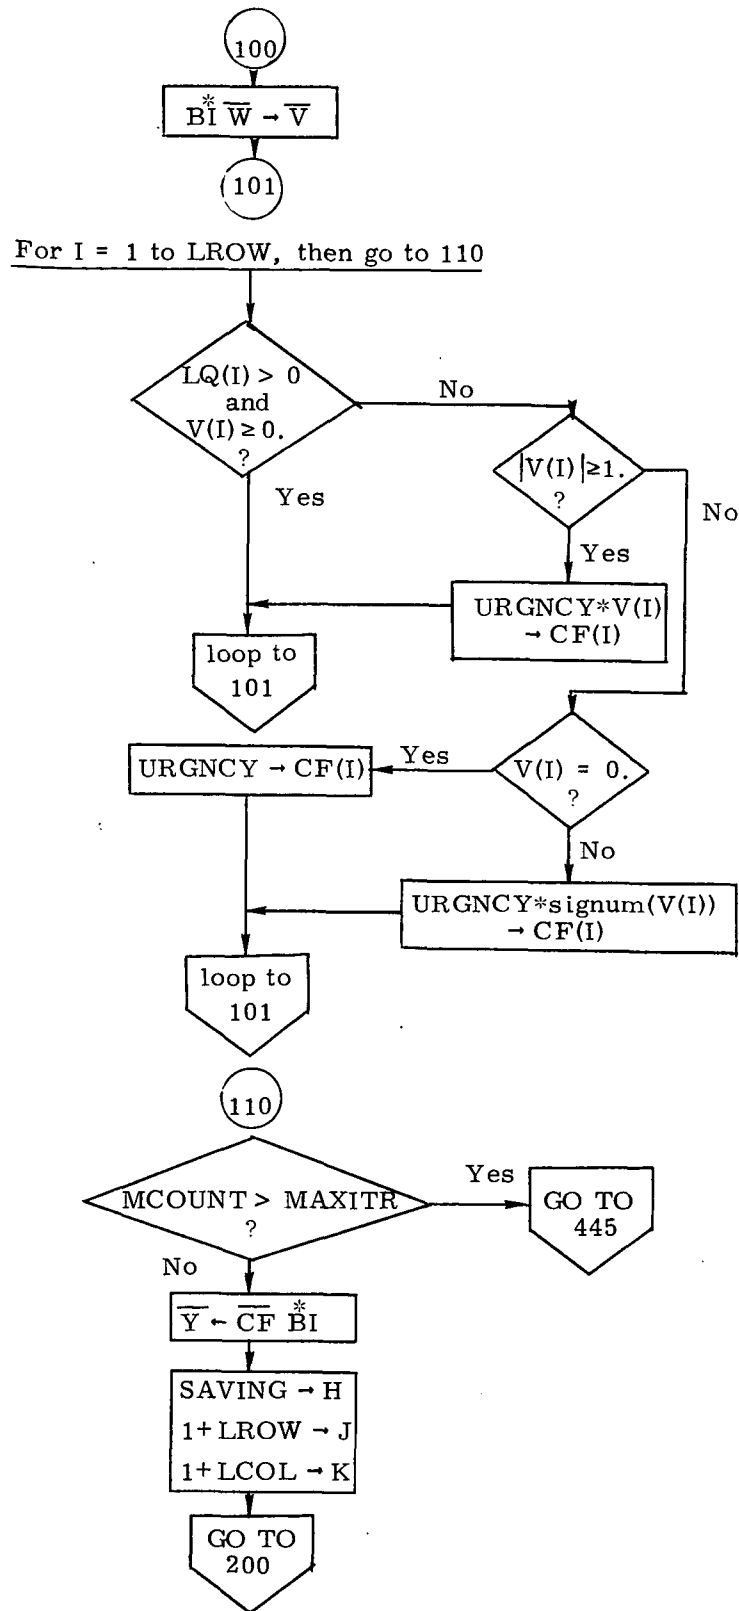 100
B*I W̅ → V̅
101
For I = 1 to LROW, then go to 110
LQ(I) > 0
and
V(I) ≥ 0.
?
No
Yes
|V(I)| ≥ 1.
?
No
Yes
URGNCY*V(I)
→ CF(I)
loop to
101
V(I) = 0.
?
Yes
URGNCY → CF(I)
No
URGNCY*signum(V(I))
→ CF(I)
loop to
101
110
MCOUNT > MAXITR
?
Yes
GO TO
445
No
Y̅ ← C̅F̅ B*I
SAVING → H
1+ LROW → J
1+ LCOL → K
GO TO
200